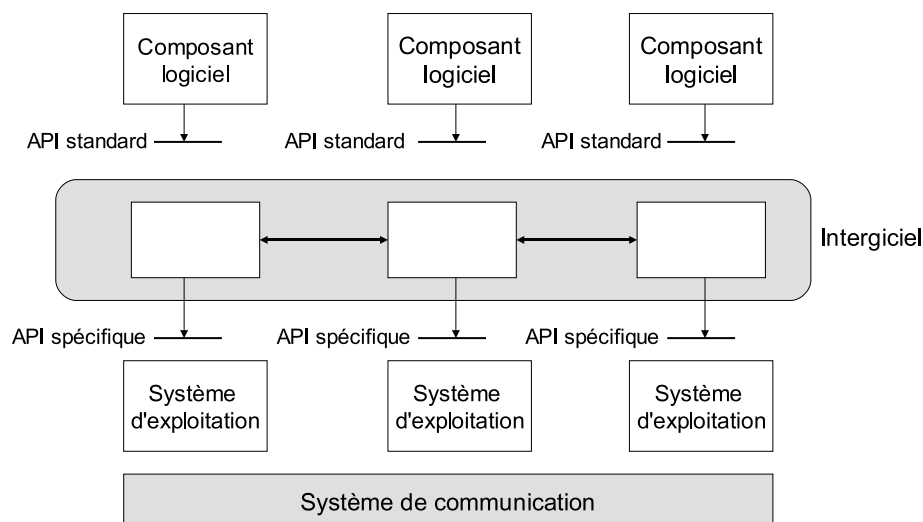 Composant
logiciel
Composant
logiciel
Composant
logiciel
API standard
API standard
API standard
Intergiciel
API spécifique
API spécifique
API spécifique
Système
d'exploitation
Système
d'exploitation
Système
d'exploitation
Système de communication